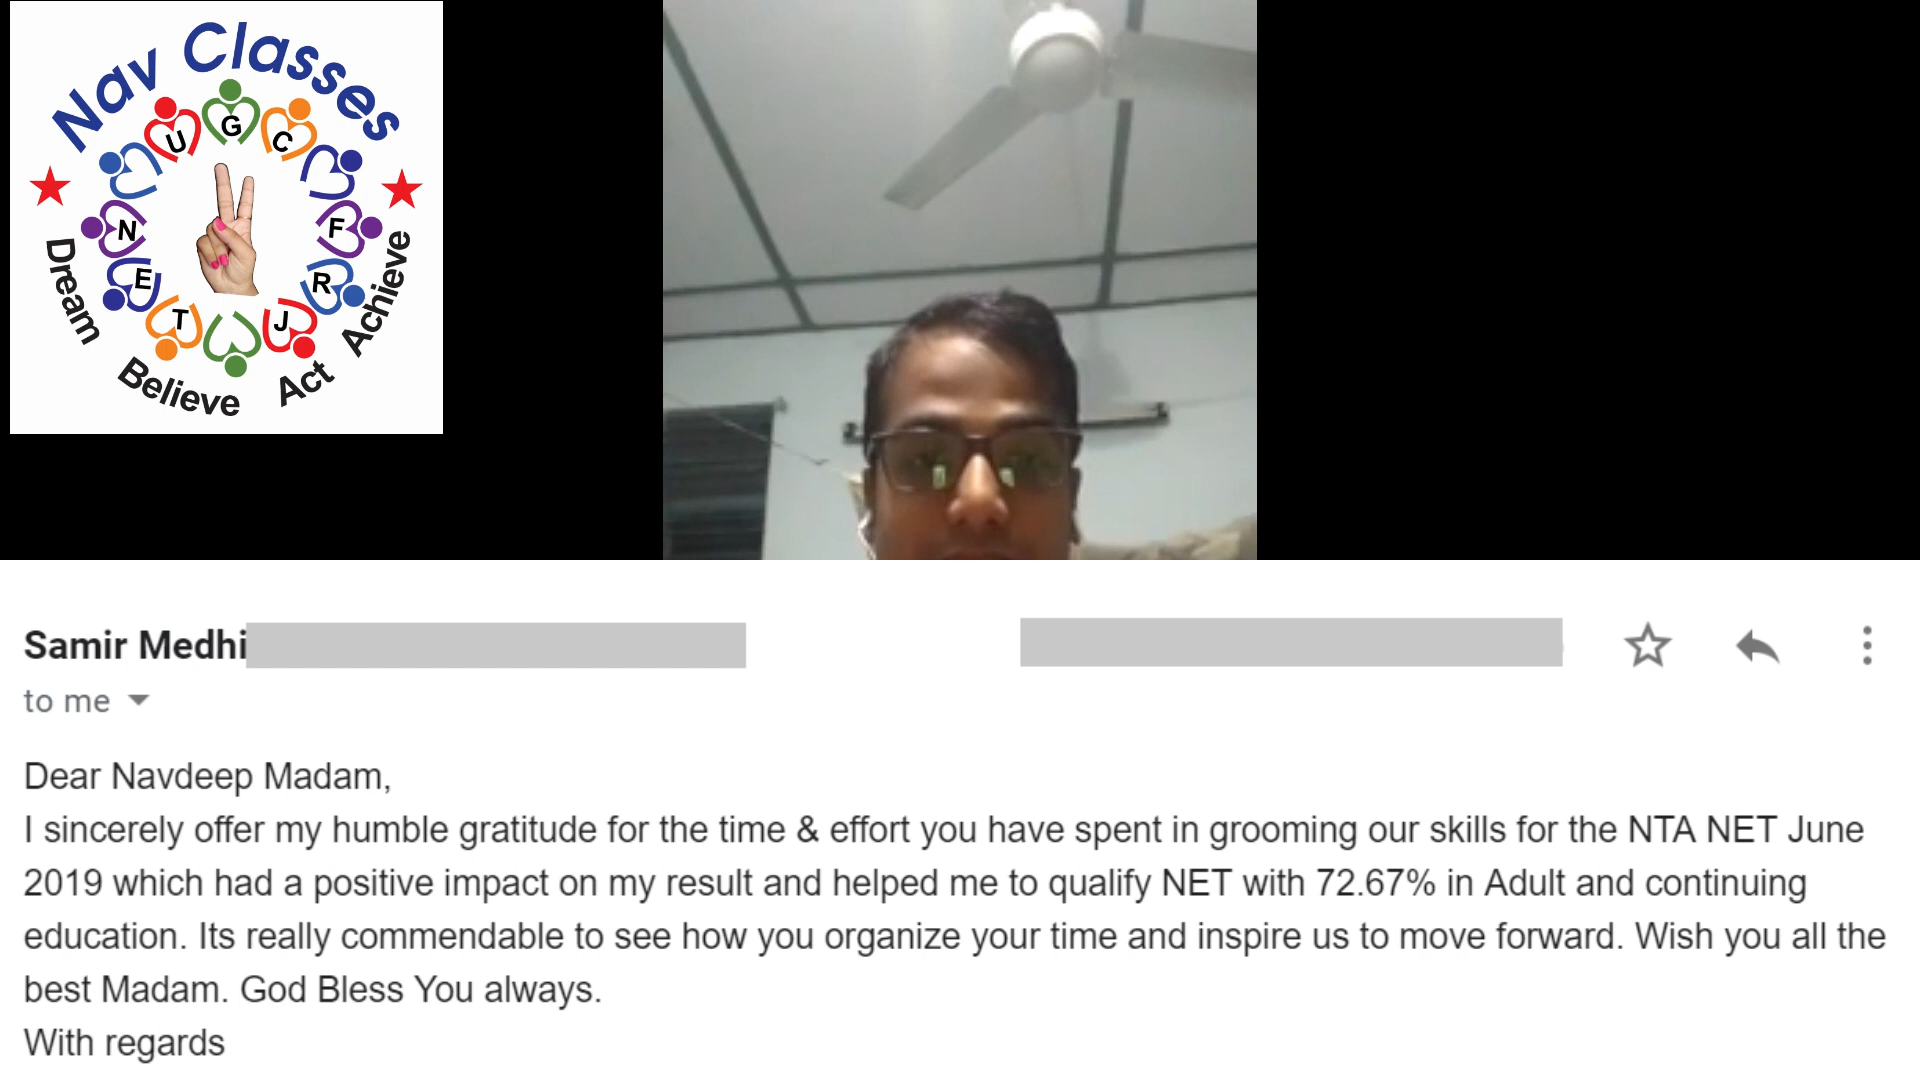 Nav Classes
U G C
N E T
J R F
Dream Believe Act Achieve
Samir Medhi
to me
Dear Navdeep Madam,
I sincerely offer my humble gratitude for the time & effort you have spent in grooming our skills for the NTA NET June
2019 which had a positive impact on my result and helped me to qualify NET with 72.67% in Adult and continuing
education. Its really commendable to see how you organize your time and inspire us to move forward. Wish you all the
best Madam. God Bless You always.
With regards